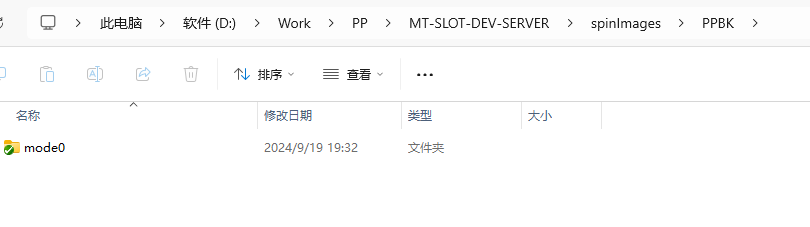 此电脑 > 软件 (D:) > Work > PP > MT-SLOT-DEV-SERVER > spinImages > PPBK >
排序 查看 ...
名称 修改日期 类型 大小
mode0 2024/9/19 19:32 文件夹